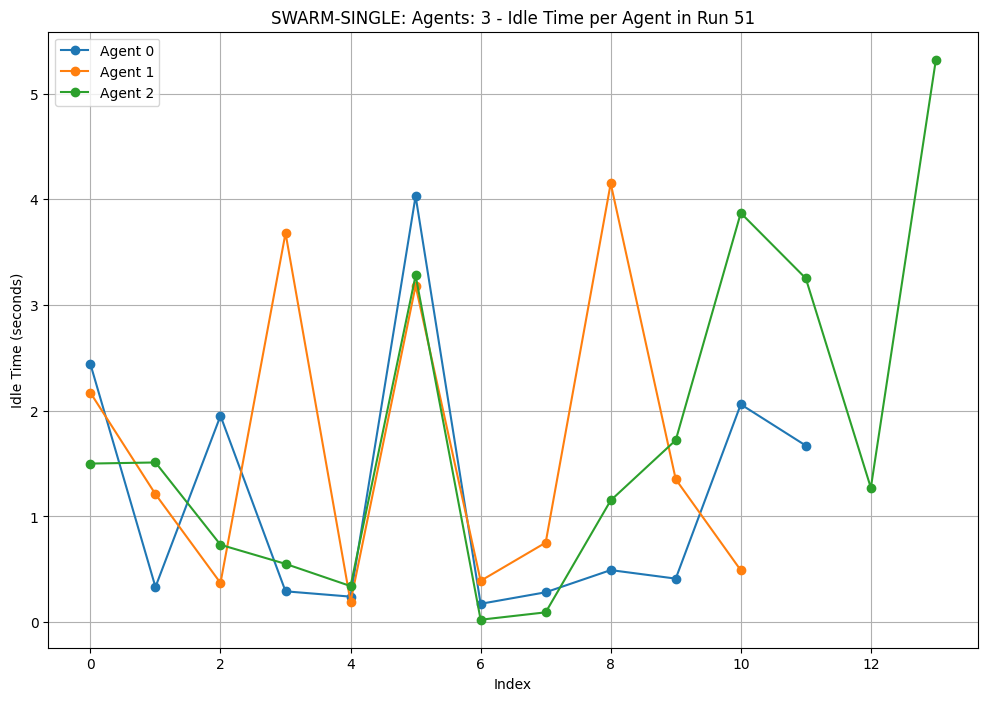 SWARM-SINGLE: Agents: 3 - Idle Time per Agent in Run 51
Agent 0
Agent 1
Agent 2
Idle Time (seconds)
5
4
3
2
1
0
0 2 4 6 8 10 12
Index